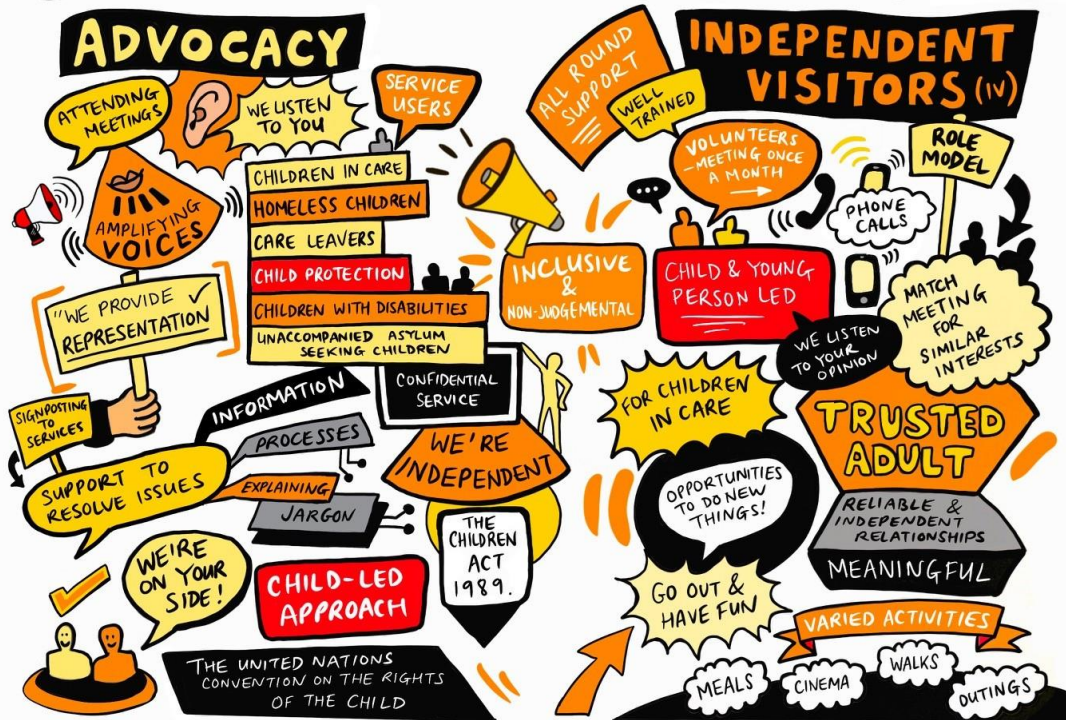 ADVOCACY
ATTENDING
MEETINGS
WE LISTEN
TO YOU
SERVICE
USERS
AMPLIFYING
VOICES
CHILDREN IN CARE
HOMELESS CHILDREN
CARE LEAVERS
CHILD PROTECTION
CHILDREN WITH DISABILITIES
UNACCOMPANIED ASYLUM
SEEKING CHILDREN
"WE PROVIDE
REPRESENTATION
SIGNPOSTING
TO
SERVICES
SUPPORT TO
RESOLVE ISSUES
INFORMATION
PROCESSES
EXPLAINING
JARGON
CONFIDENTIAL
SERVICE
WE'RE
INDEPENDENT
THE
CHILDREN
ACT
1989.
WE'RE
ON YOUR
SIDE!
CHILD-LED
APPROACH
THE UNITED NATIONS
CONVENTION ON THE RIGHTS
OF THE CHILD
INDEPENDENT
VISITORS (IV)
ALL ROUND
SUPPORT
WELL
TRAINED
VOLUNTEERS
-MEETING ONCE
A MONTH
PHONE
CALLS
ROLE
MODEL
INCLUSIVE
&
NON-JUDGEMENTAL
CHILD & YOUNG
PERSON LED
WE LISTEN
TO YOUR
OPINION
MATCH
MEETING
FOR
SIMILAR
INTERESTS
FOR CHILDREN
IN CARE
TRUSTED
ADULT
OPPORTUNITIES
TO DO NEW
THINGS!
RELIABLE &
INDEPENDENT
RELATIONSHIPS
MEANINGFUL
GO OUT &
HAVE FUN
VARIED ACTIVITIES
MEALS
CINEMA
WALKS
OUTINGS